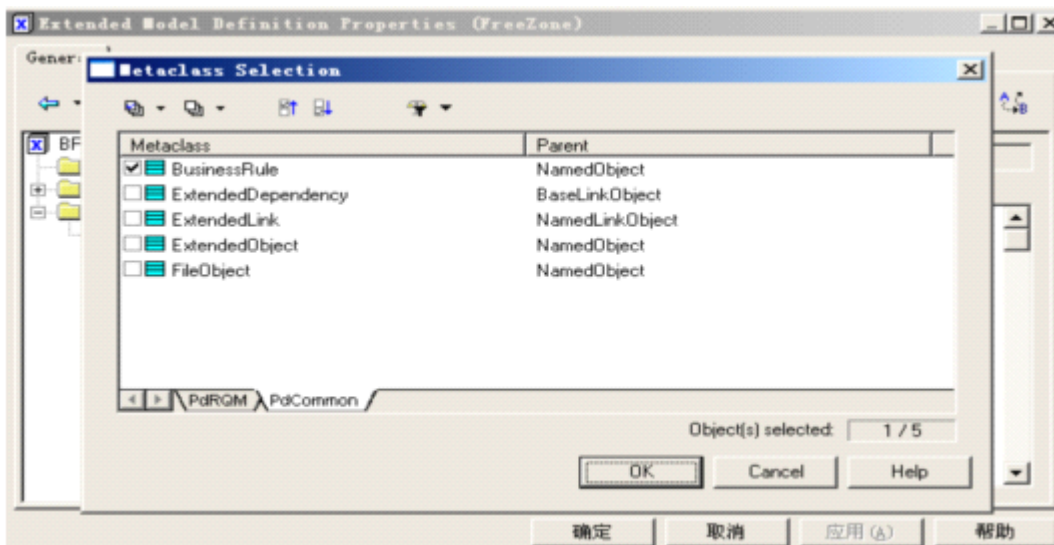 Extended Model Definition Properties (FreeZone)
Gener
Metaclass Selection
BF
Metaclass Parent
BusinessRule NamedObject
ExtendedDependency BaseLinkObject
ExtendedLink NamedLinkObject
ExtendedObject NamedObject
FileObject NamedObject
PdRQM PdCommon
Object(s) selected: 1 / 5
OK Cancel Help
确定 取消 应用(A) 帮助